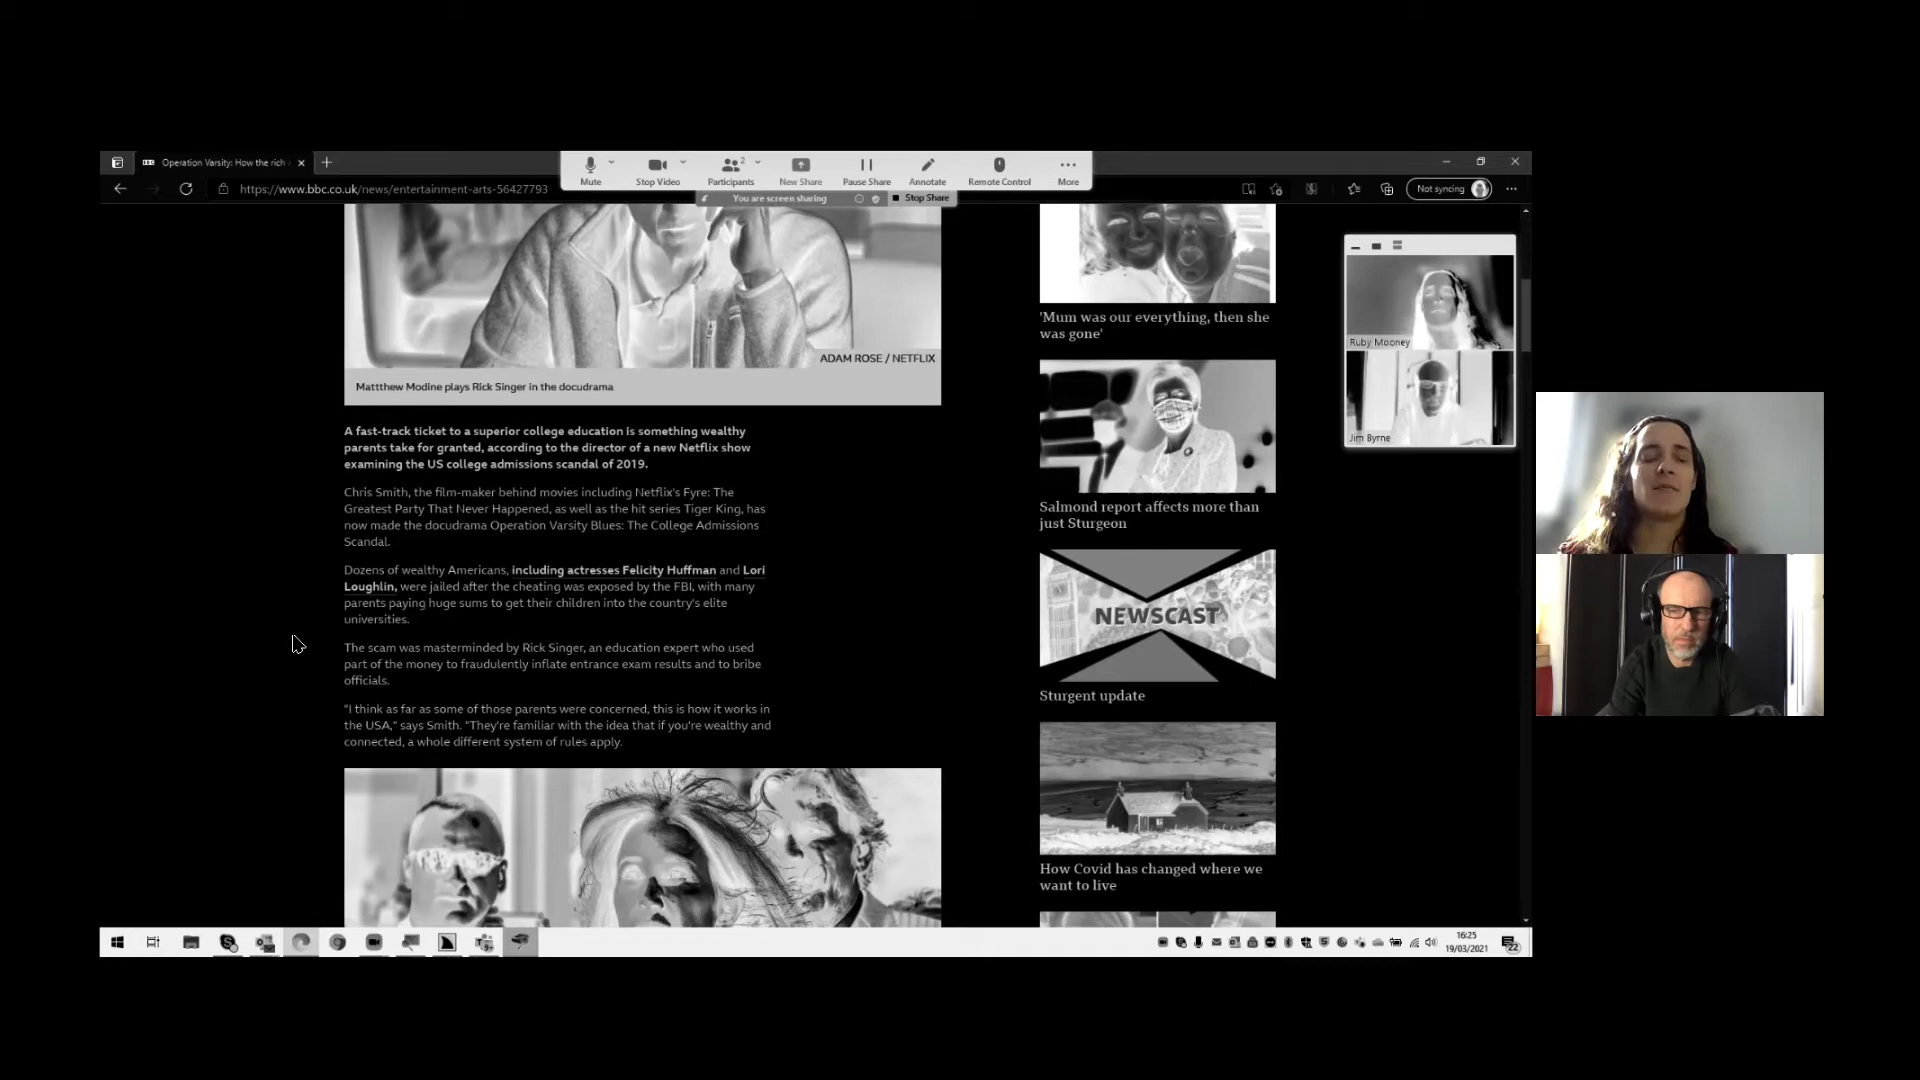 Operation Varsity: How the rich
Mute
Stop Video
2
Participants
New Share
Pause Share
Annotate
Remote Control
More
https://www.bbc.co.uk/news/entertainment-arts-56427793
You are screen sharing
Stop Share
Not syncing
ADAM ROSE / NETFLIX
Mattthew Modine plays Rick Singer in the docudrama
A fast-track ticket to a superior college education is something wealthy
parents take for granted, according to the director of a new Netflix show
examining the US college admissions scandal of 2019.
Chris Smith, the film-maker behind movies including Netflix's Fyre: The
Greatest Party That Never Happened, as well as the hit series Tiger King, has
now made the docudrama Operation Varsity Blues: The College Admissions
Scandal.
Dozens of wealthy Americans, including actresses Felicity Huffman and Lori
Loughlin, were jailed after the cheating was exposed by the FBI, with many
parents paying huge sums to get their children into the country's elite
universities.
The scam was masterminded by Rick Singer, an education expert who used
part of the money to fraudulently inflate entrance exam results and to bribe
officials.
"I think as far as some of those parents were concerned, this is how it works in
the USA," says Smith. "They're familiar with the idea that if you're wealthy and
connected, a whole different system of rules apply.
'Mum was our everything, then she
was gone'
Salmond report affects more than
just Sturgeon
NEWSCAST
Sturgent update
How Covid has changed where we
want to live
Ruby Mooney
Jim Byrne
16:25
19/03/2021
22